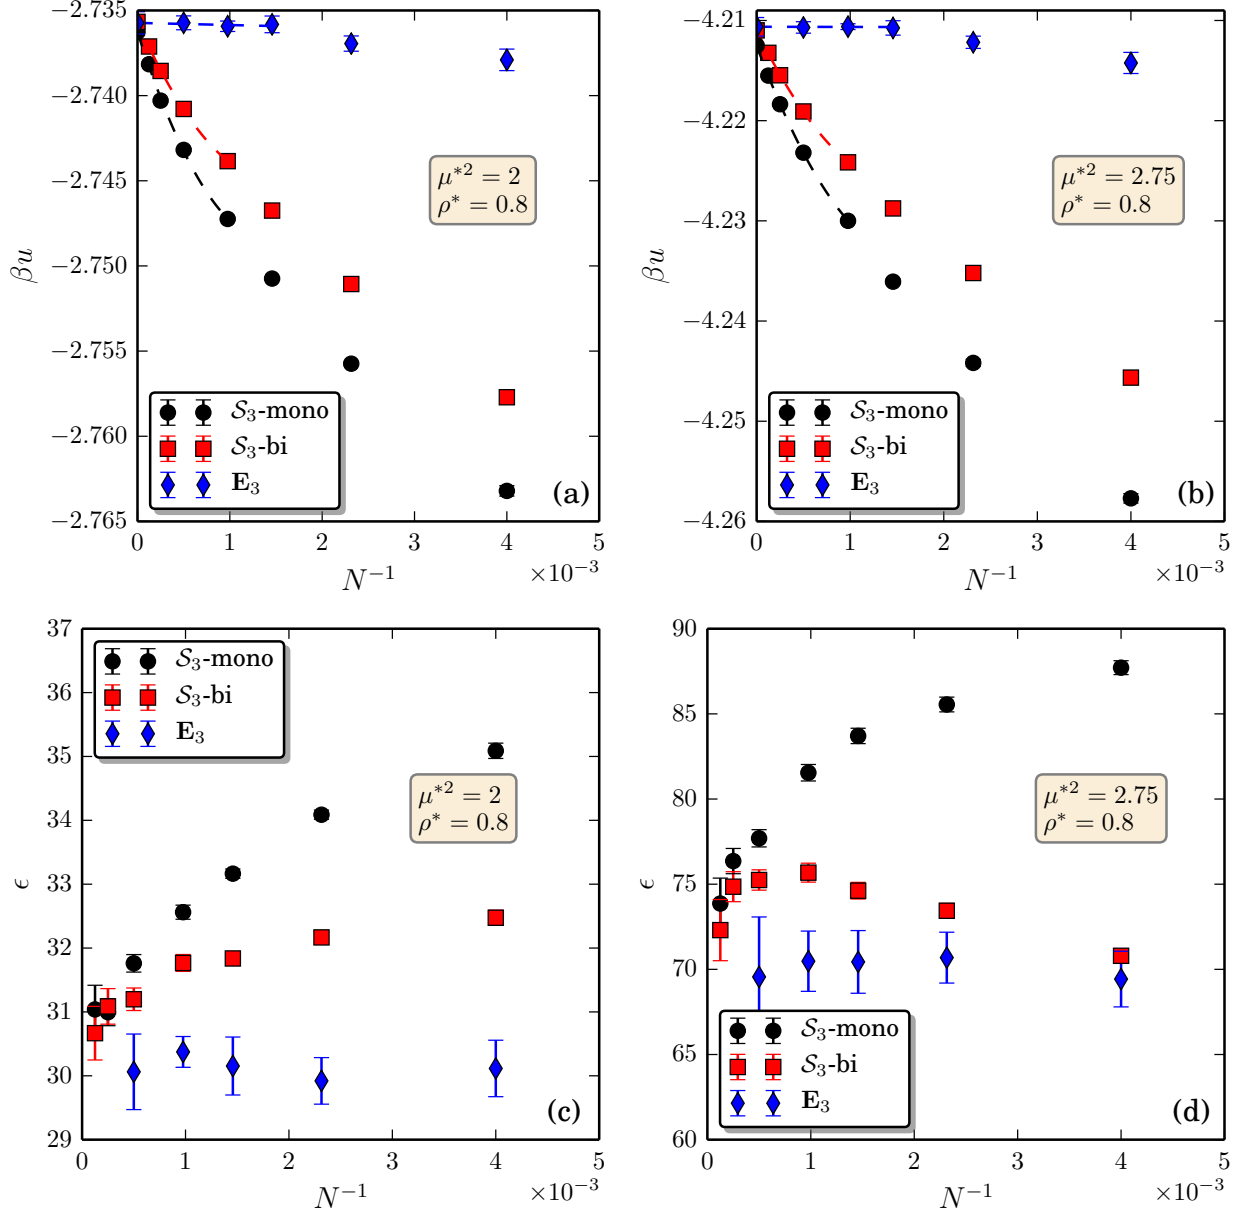 −2.735
−2.740
−2.745
−2.750
−2.755
−2.760
−2.765
βu
μ*² = 2
ρ* = 0.8
S₃-mono
S₃-bi
E₃
(a)
0 1 2 3 4 5
N⁻¹
×10⁻³
−4.21
−4.22
−4.23
−4.24
−4.25
−4.26
βu
μ*² = 2.75
ρ* = 0.8
S₃-mono
S₃-bi
E₃
(b)
0 1 2 3 4 5
N⁻¹
×10⁻³
37
36
35
34
33
32
31
30
29
ϵ
S₃-mono
S₃-bi
E₃
μ*² = 2
ρ* = 0.8
(c)
0 1 2 3 4 5
N⁻¹
×10⁻³
90
85
80
75
70
65
60
ϵ
μ*² = 2.75
ρ* = 0.8
S₃-mono
S₃-bi
E₃
(d)
0 1 2 3 4 5
N⁻¹
×10⁻³